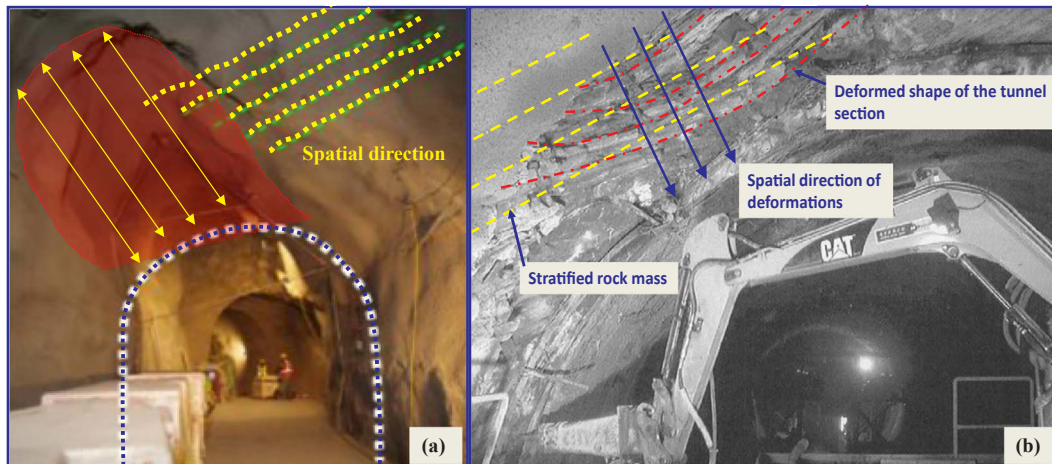 Spatial direction
(a)
Deformed shape of the tunnel
section
Spatial direction of
deformations
Stratified rock mass
CAT
(b)